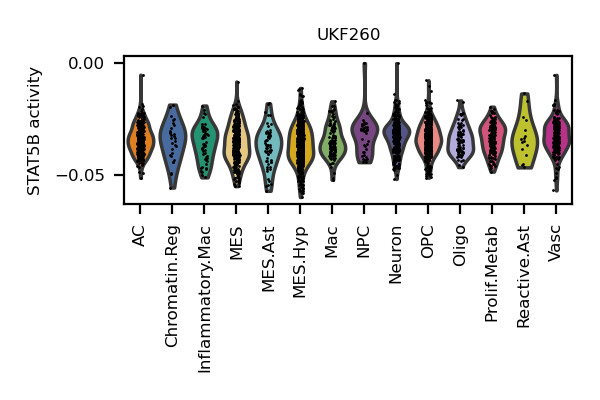 UKF260
STAT5B activity
0.00
−0.05
AC
Chromatin.Reg
Inflammatory.Mac
MES
MES.Ast
MES.Hyp
Mac
NPC
Neuron
OPC
Oligo
Prolif.Metab
Reactive.Ast
Vasc